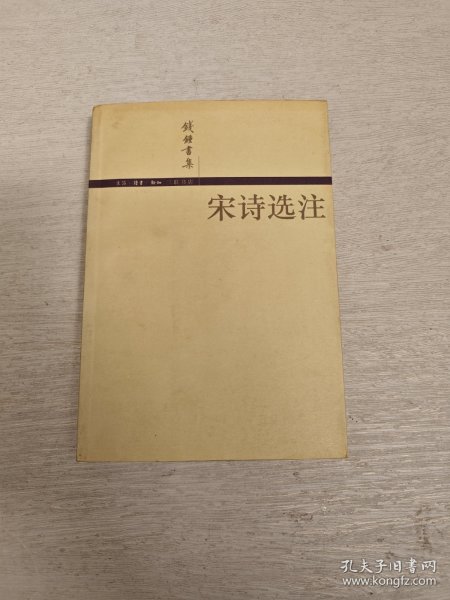 錢鍾書集
生活·讀書·新知 三联书店
宋诗选注
孔夫子旧书网
www.kongfz.com